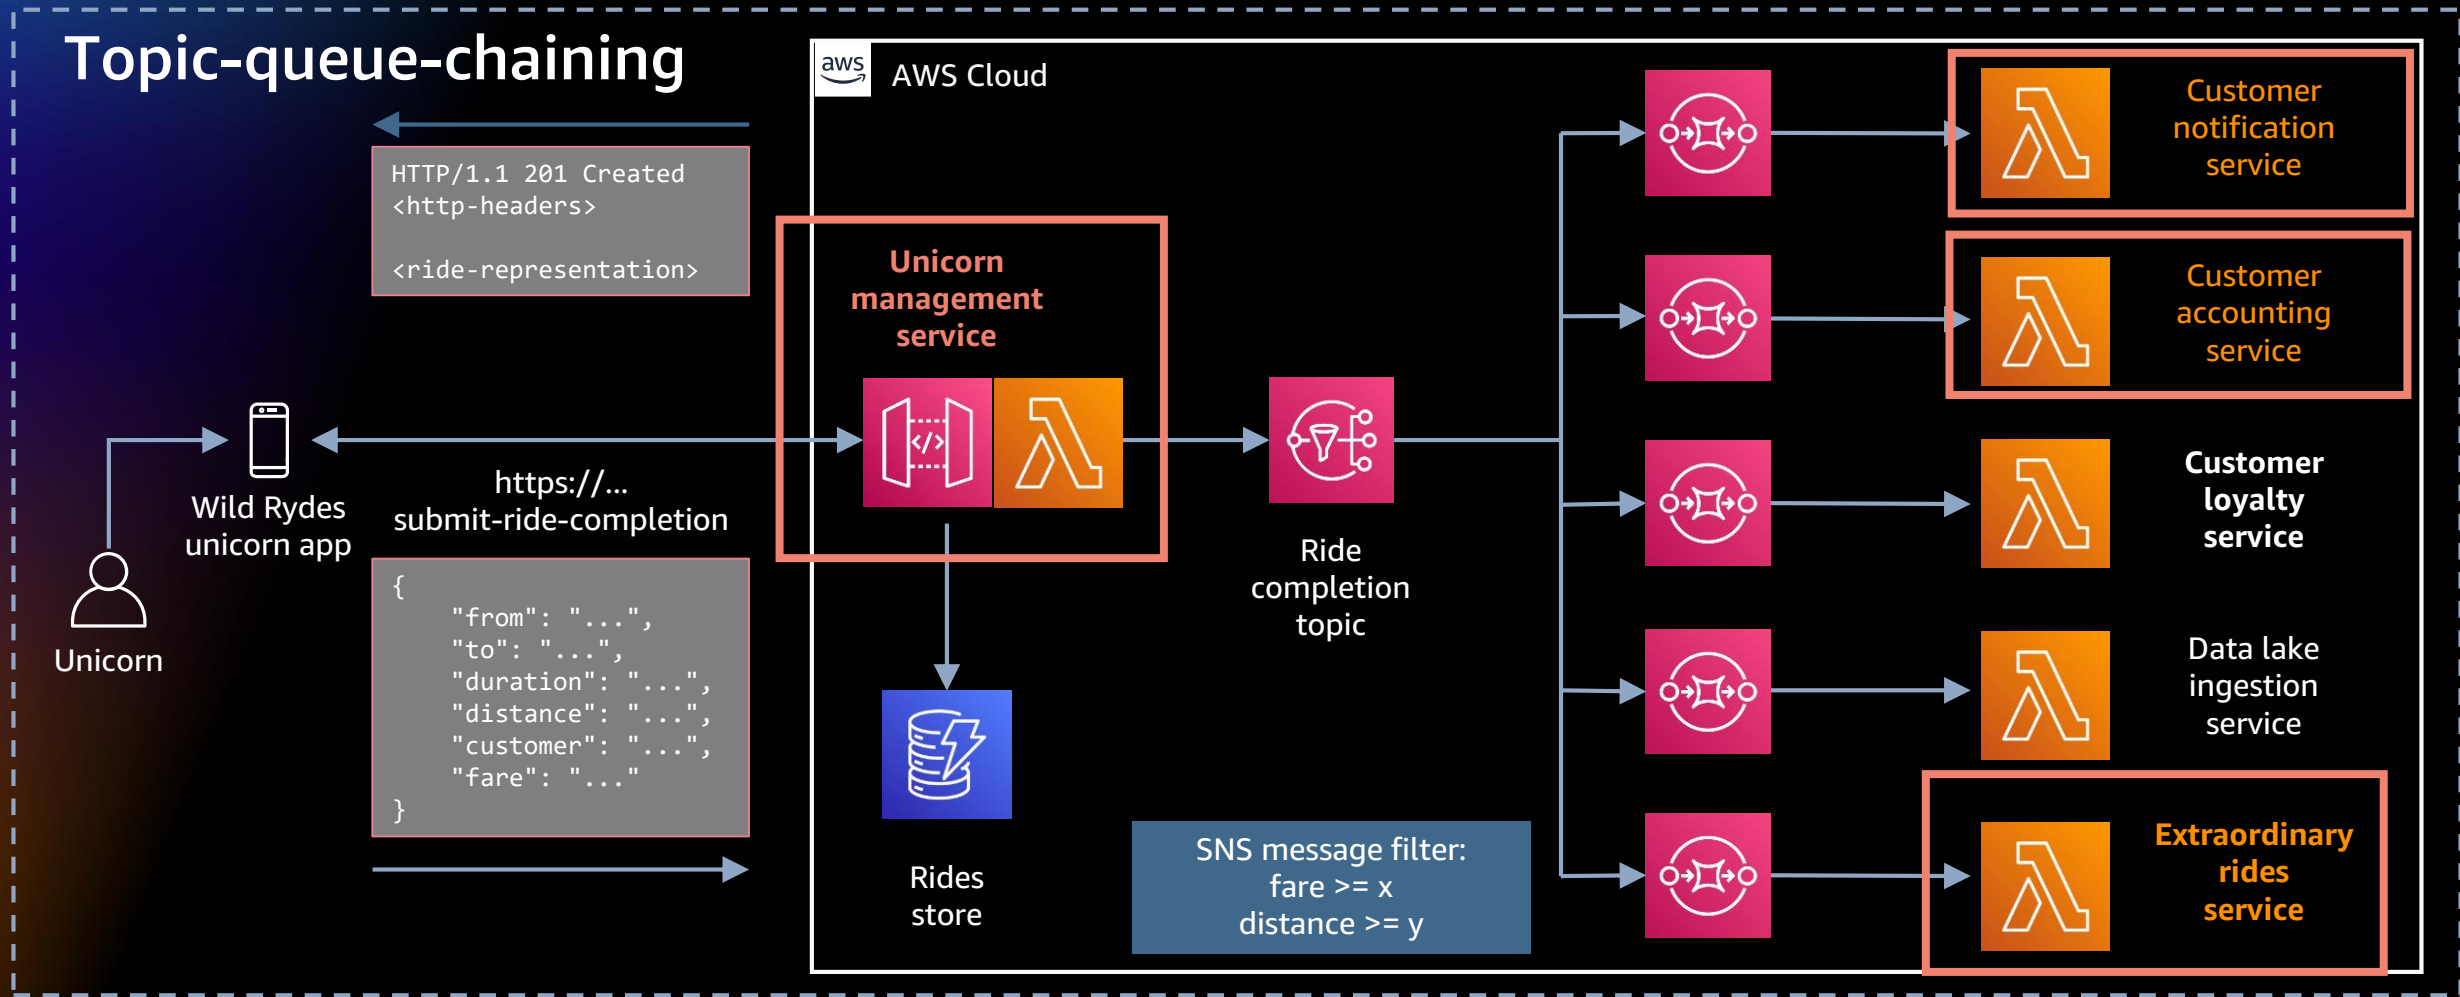 Topic-queue-chaining
aws
AWS Cloud
HTTP/1.1 201 Created
<http-headers>
<ride-representation>
Unicorn
management
service
</>
Wild Rydes
unicorn app
Unicorn
https://...
submit-ride-completion
{
"from": "...",
"to": "...",
"duration": "...",
"distance": "...",
"customer": "...",
"fare": "..."
}
Rides
store
Ride
completion
topic
SNS message filter:
fare >= x
distance >= y
Customer
notification
service
Customer
accounting
service
Customer
loyalty
service
Data lake
ingestion
service
Extraordinary
rides
service